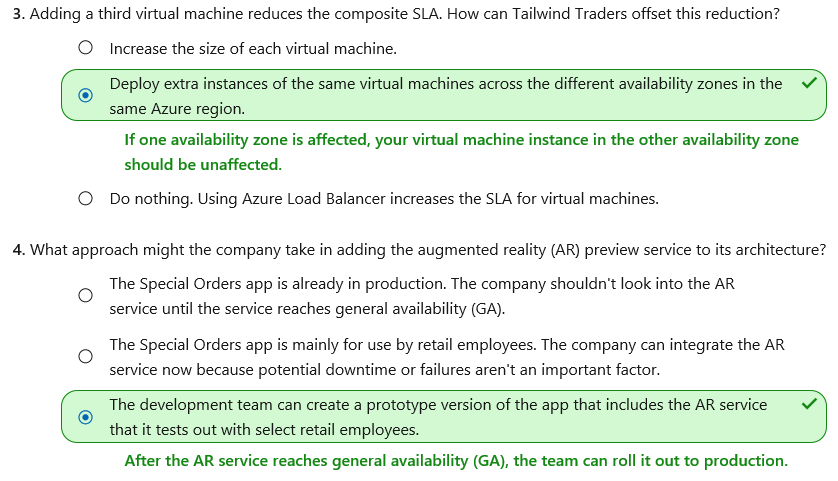 3. Adding a third virtual machine reduces the composite SLA. How can Tailwind Traders offset this reduction?
Increase the size of each virtual machine.
Deploy extra instances of the same virtual machines across the different availability zones in the
same Azure region.
If one availability zone is affected, your virtual machine instance in the other availability zone
should be unaffected.
Do nothing. Using Azure Load Balancer increases the SLA for virtual machines.
4. What approach might the company take in adding the augmented reality (AR) preview service to its architecture?
The Special Orders app is already in production. The company shouldn't look into the AR
service until the service reaches general availability (GA).
The Special Orders app is mainly for use by retail employees. The company can integrate the AR
service now because potential downtime or failures aren't an important factor.
The development team can create a prototype version of the app that includes the AR service
that it tests out with select retail employees.
After the AR service reaches general availability (GA), the team can roll it out to production.